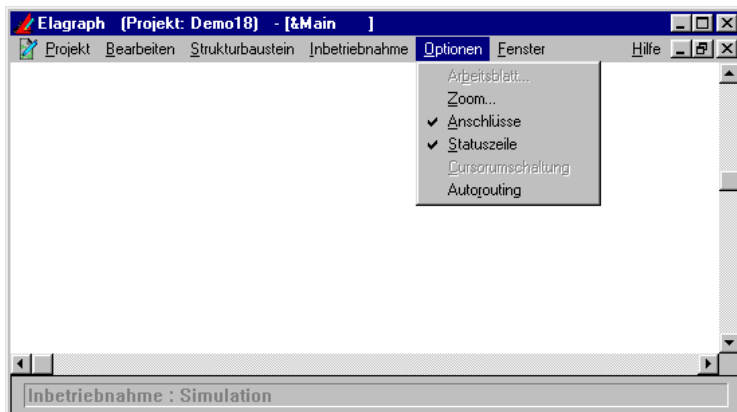 Elagraph (Projekt: Demo18) - [&Main ]
Projekt Bearbeiten Strukturbaustein Inbetriebnahme Optionen Fenster Hilfe
Arbeitsblatt...
Zoom...
Anschlüsse
Statuszeile
Cursorumschaltung
Autorouting
Inbetriebnahme : Simulation